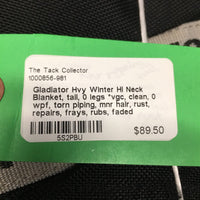 The Tack Collector
1000856-981
Gladiator Hvy Winter Hi Neck
Blanket, tail, 0 legs *vgc, clean, 0
wpf, torn piping, mnr hair, rust,
repairs, frays, rubs, faded
$89.50
5S2PBU